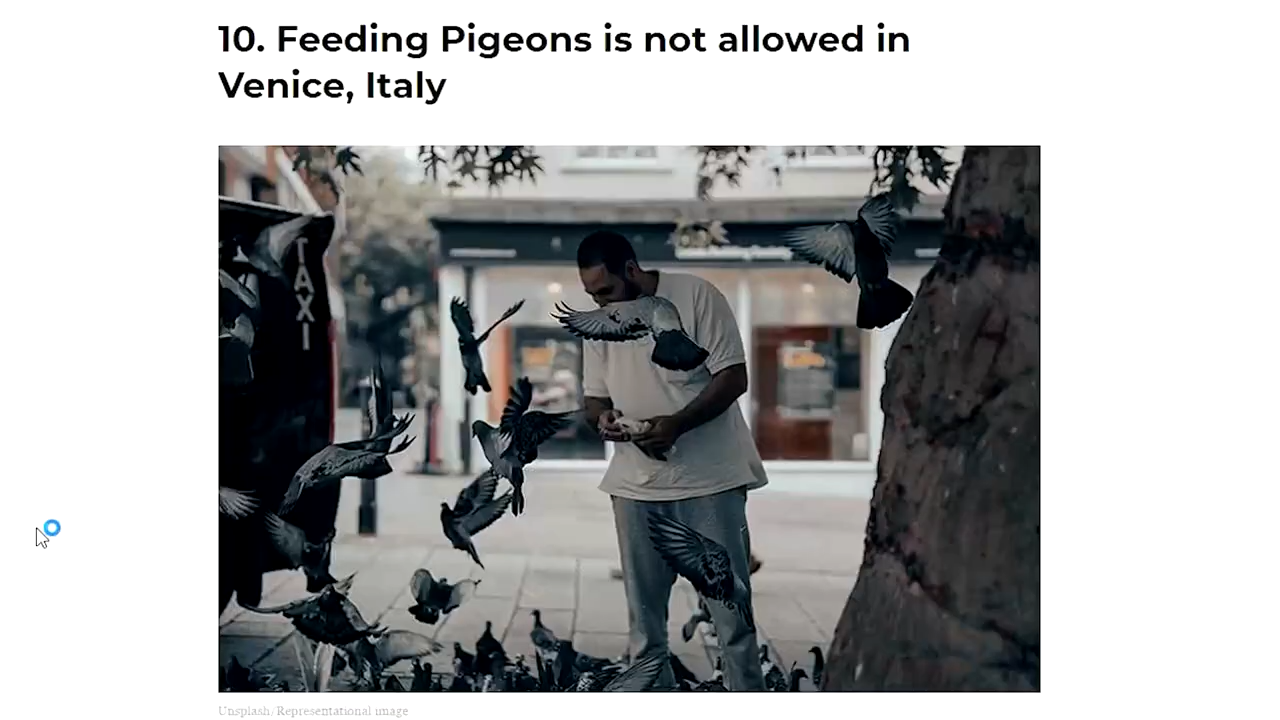 10. Feeding Pigeons is not allowed in
Venice, Italy
TAXI
Unsplash/Representational image